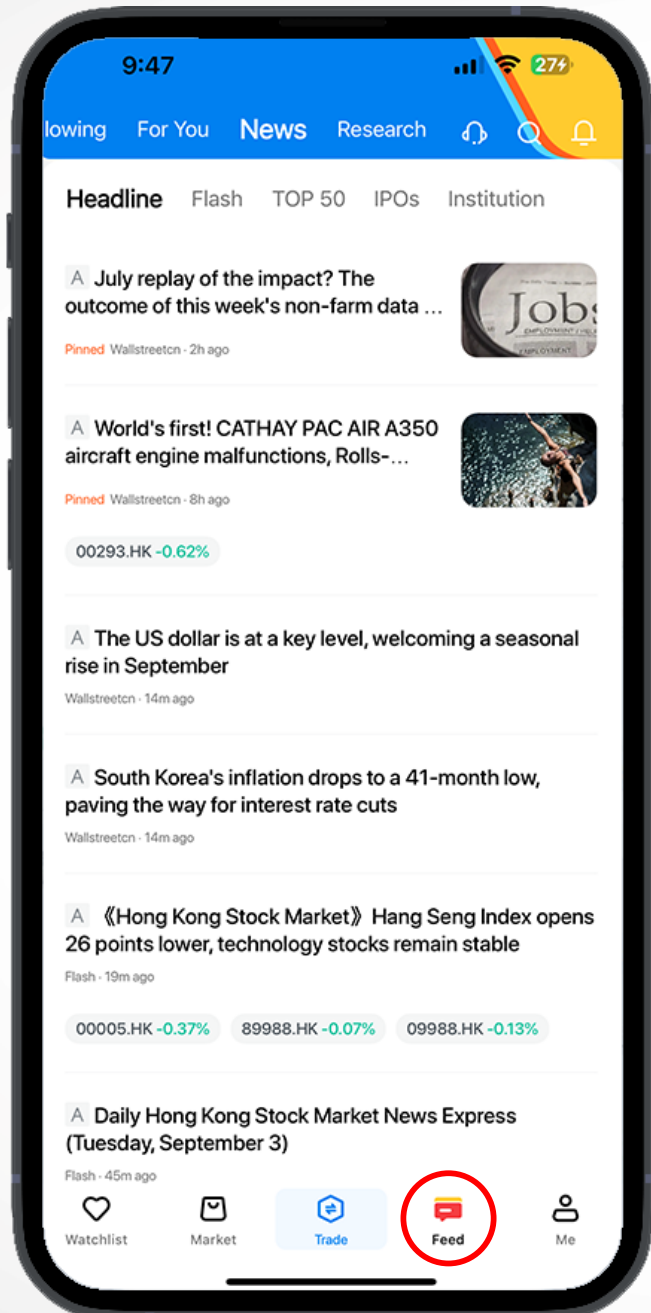 9:47
27
lowing For You News Research
Headline Flash TOP 50 IPOs Institution
A July replay of the impact? The
outcome of this week's non-farm data ...
Pinned Wallstreetcn · 2h ago
Jobs
EMPLOYMENT
A World's first! CATHAY PAC AIR A350
aircraft engine malfunctions, Rolls-...
Pinned Wallstreetcn · 8h ago
00293.HK -0.62%
A The US dollar is at a key level, welcoming a seasonal
rise in September
Wallstreetcn · 14m ago
A South Korea's inflation drops to a 41-month low,
paving the way for interest rate cuts
Wallstreetcn · 14m ago
A 《Hong Kong Stock Market》 Hang Seng Index opens
26 points lower, technology stocks remain stable
Flash · 19m ago
00005.HK -0.37% 89988.HK -0.07% 09988.HK -0.13%
A Daily Hong Kong Stock Market News Express
(Tuesday, September 3)
Flash · 45m ago
Watchlist Market Trade Feed Me